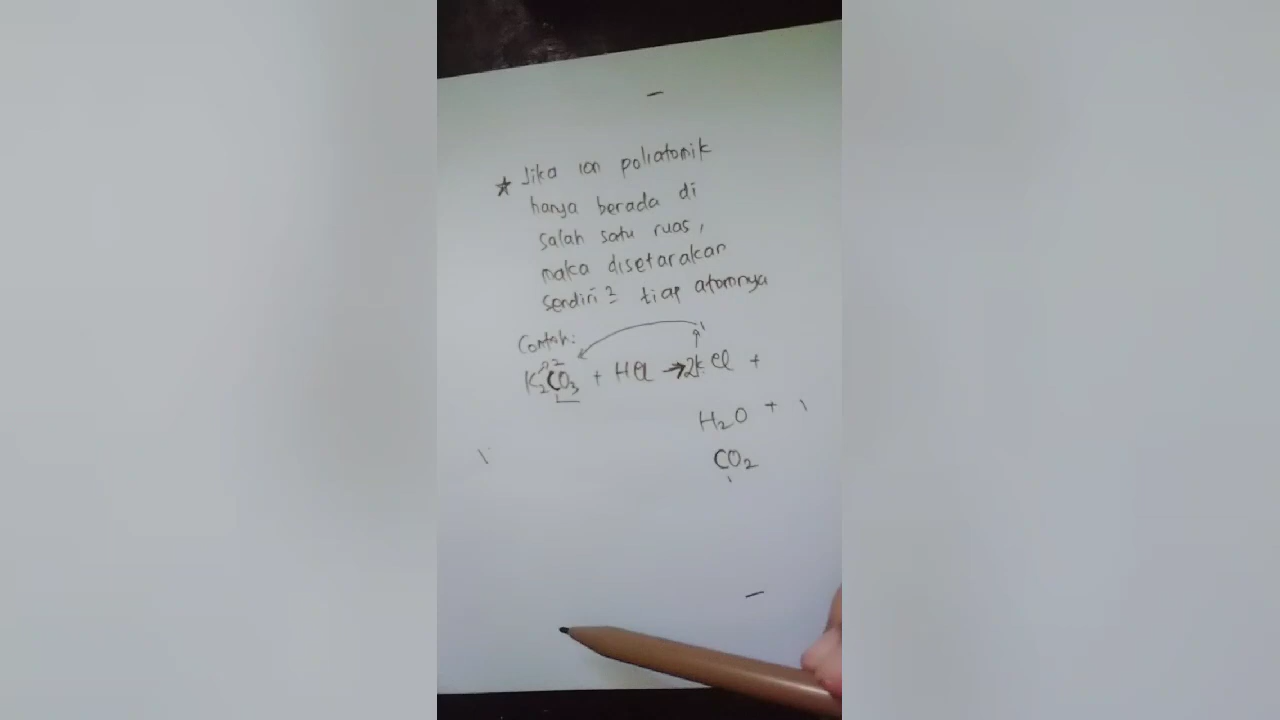 ☆ Jika ion poliatomik
hanya berada di
salah satu ruas,
maka disetarakan
sendiri2 tiap atomnya
Contoh:
K₂CO₃ + HCl → 2KCl +
H₂O +
CO₂